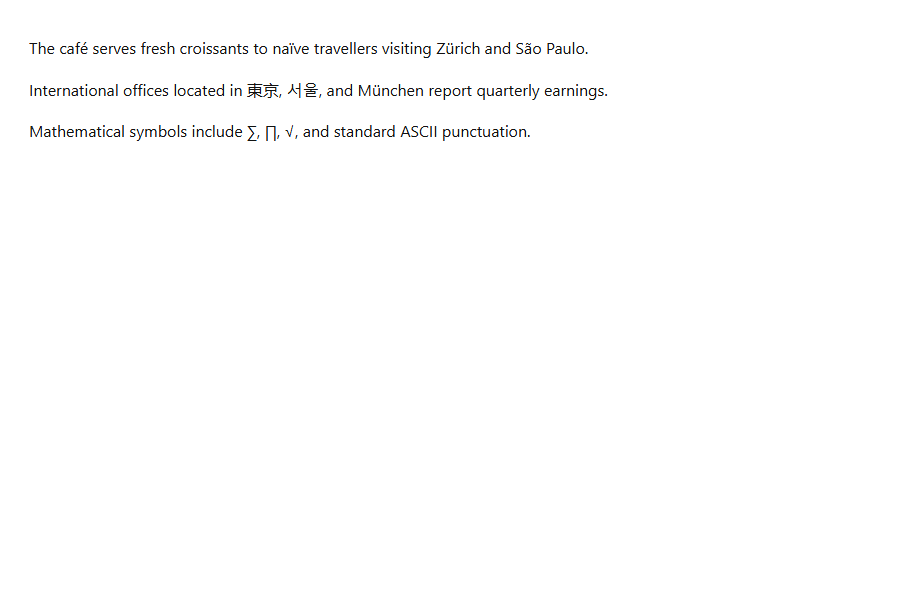 The café serves fresh croissants to naïve travellers visiting Zürich and São Paulo.
International offices located in 東京, 서울, and München report quarterly earnings.
Mathematical symbols include ∑, ∏, √, and standard ASCII punctuation.